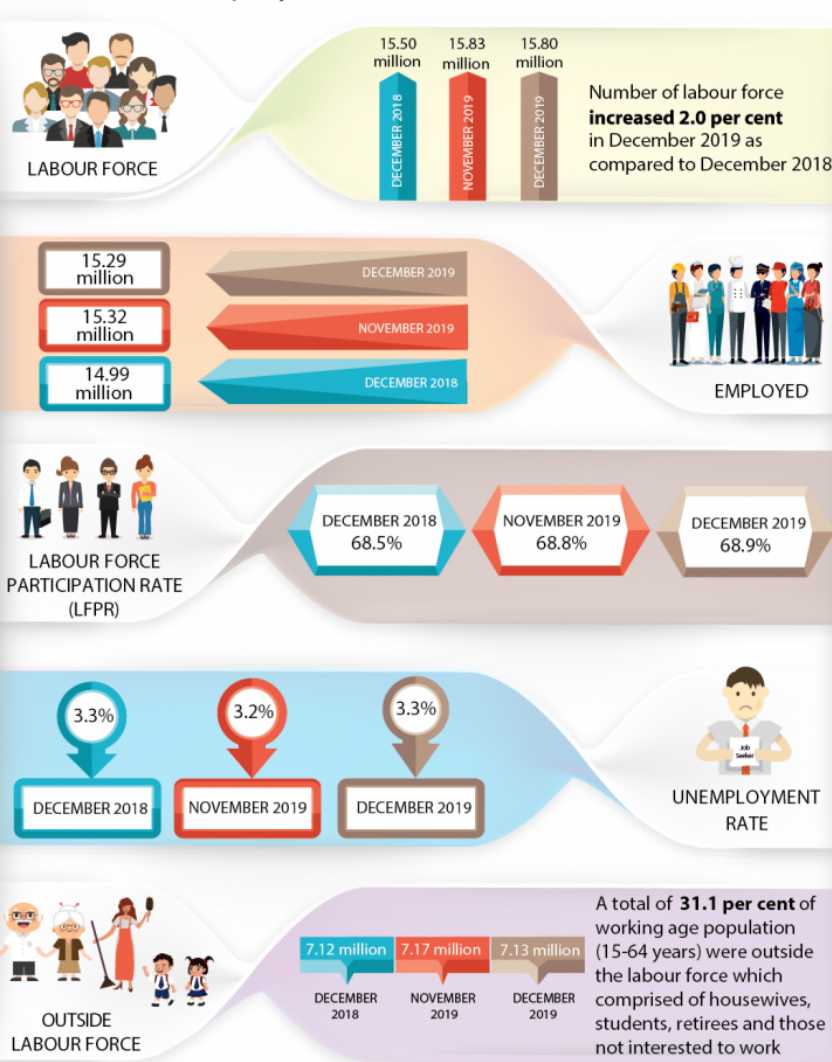 15.50
million
15.83
million
15.80
million
DECEMBER 2018
NOVEMBER 2019
DECEMBER 2019
Number of labour force
increased 2.0 per cent
in December 2019 as
compared to December 2018
LABOUR FORCE
15.29
million
DECEMBER 2019
15.32
million
NOVEMBER 2019
14.99
million
DECEMBER 2018
EMPLOYED
LABOUR FORCE
PARTICIPATION RATE
(LFPR)
DECEMBER 2018
68.5%
NOVEMBER 2019
68.8%
DECEMBER 2019
68.9%
3.3%
3.2%
3.3%
DECEMBER 2018
NOVEMBER 2019
DECEMBER 2019
Job
Seeker
UNEMPLOYMENT
RATE
OUTSIDE
LABOUR FORCE
7.12 million
7.17 million
7.13 million
DECEMBER
2018
NOVEMBER
2019
DECEMBER
2019
A total of 31.1 per cent of
working age population
(15-64 years) were outside
the labour force which
comprised of housewives,
students, retirees and those
not interested to work